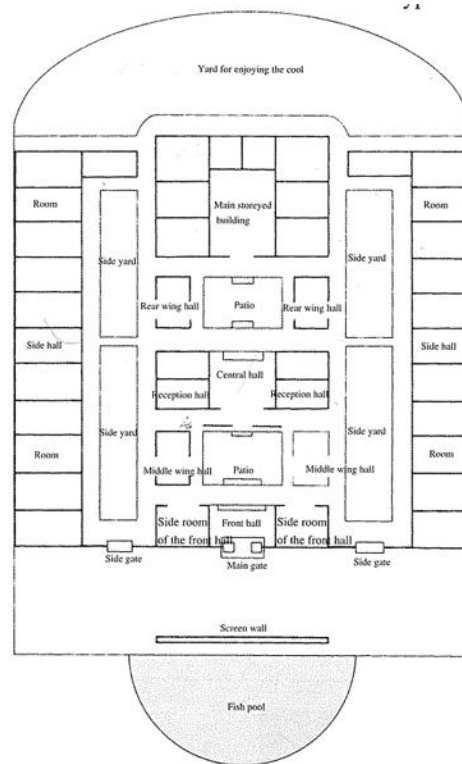 yp
Yard for enjoying the cool
Room
Main storeyed
building
Room
Side yard
Side yard
Rear wing hall
Patio
Rear wing hall
Side hall
Central hall
Side hall
Reception hall
Reception hall
Side yard
Side yard
Room
Middle wing hall
Patio
Middle wing hall
Room
Side room
of the front hall
Front hall
Side room
of the front hall
Side gate
Main gate
Side gate
Screen wall
Fish pool